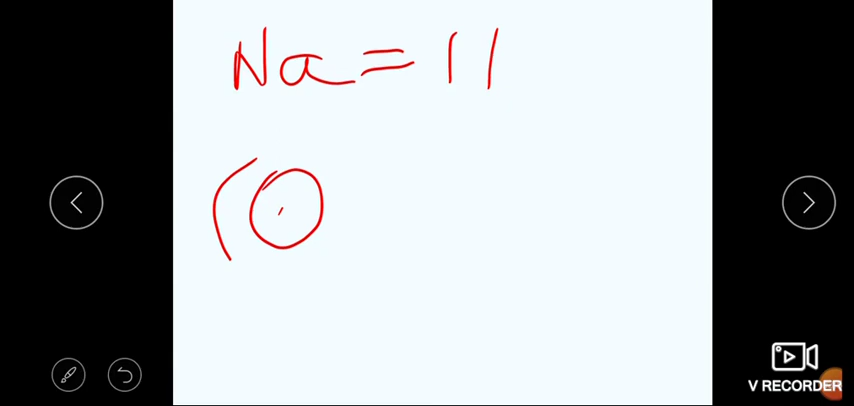 Na = 11
V RECORDER